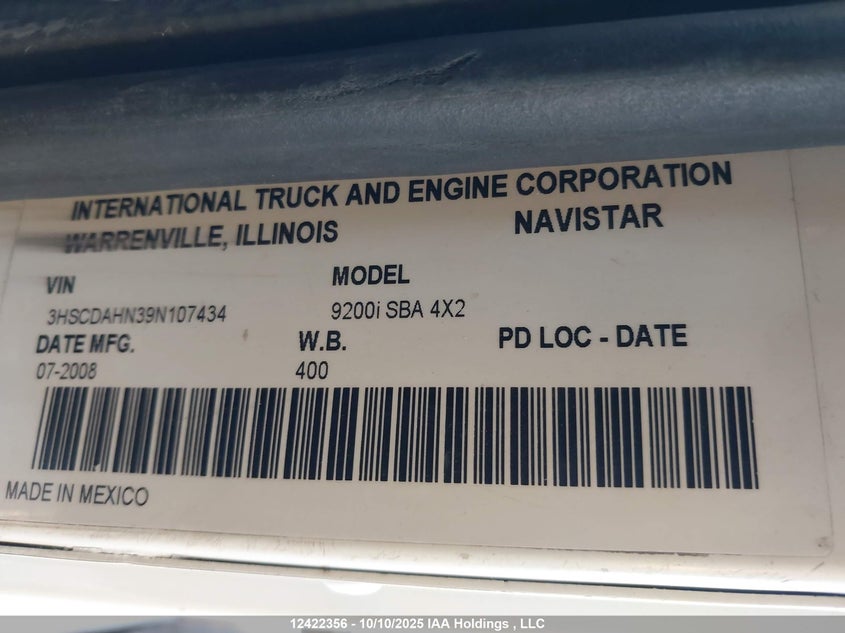 INTERNATIONAL TRUCK AND ENGINE CORPORATION
WARRENVILLE, ILLINOIS NAVISTAR
VIN MODEL
3HSCDAHN39N107434 9200i SBA 4X2
DATE MFG. W.B. PD LOC - DATE
07-2008 400
MADE IN MEXICO
12422356 - 10/10/2025 IAA Holdings , LLC